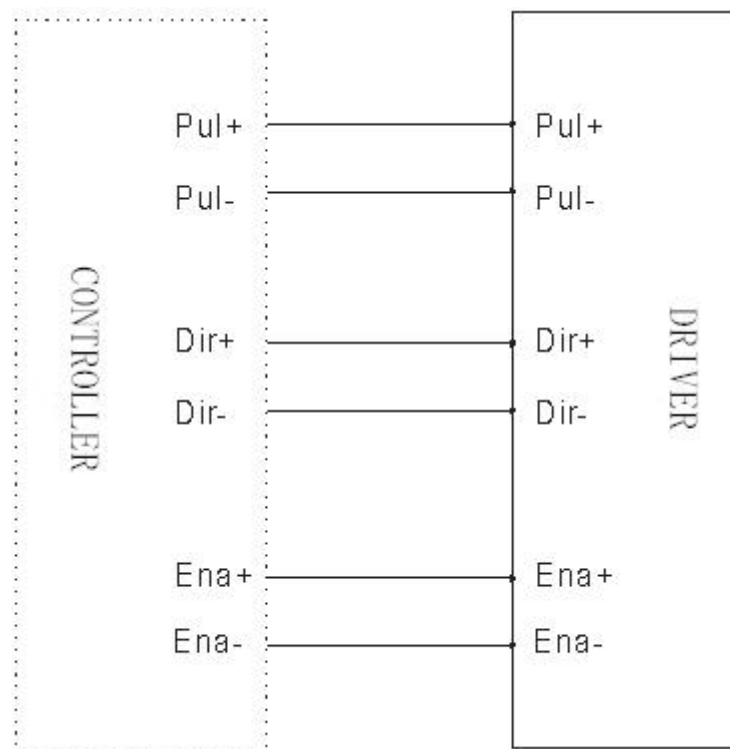 CONTROLLER
Pul+
Pul-
Dir+
Dir-
Ena+
Ena-
Pul+
Pul-
Dir+
Dir-
Ena+
Ena-
DRIVER